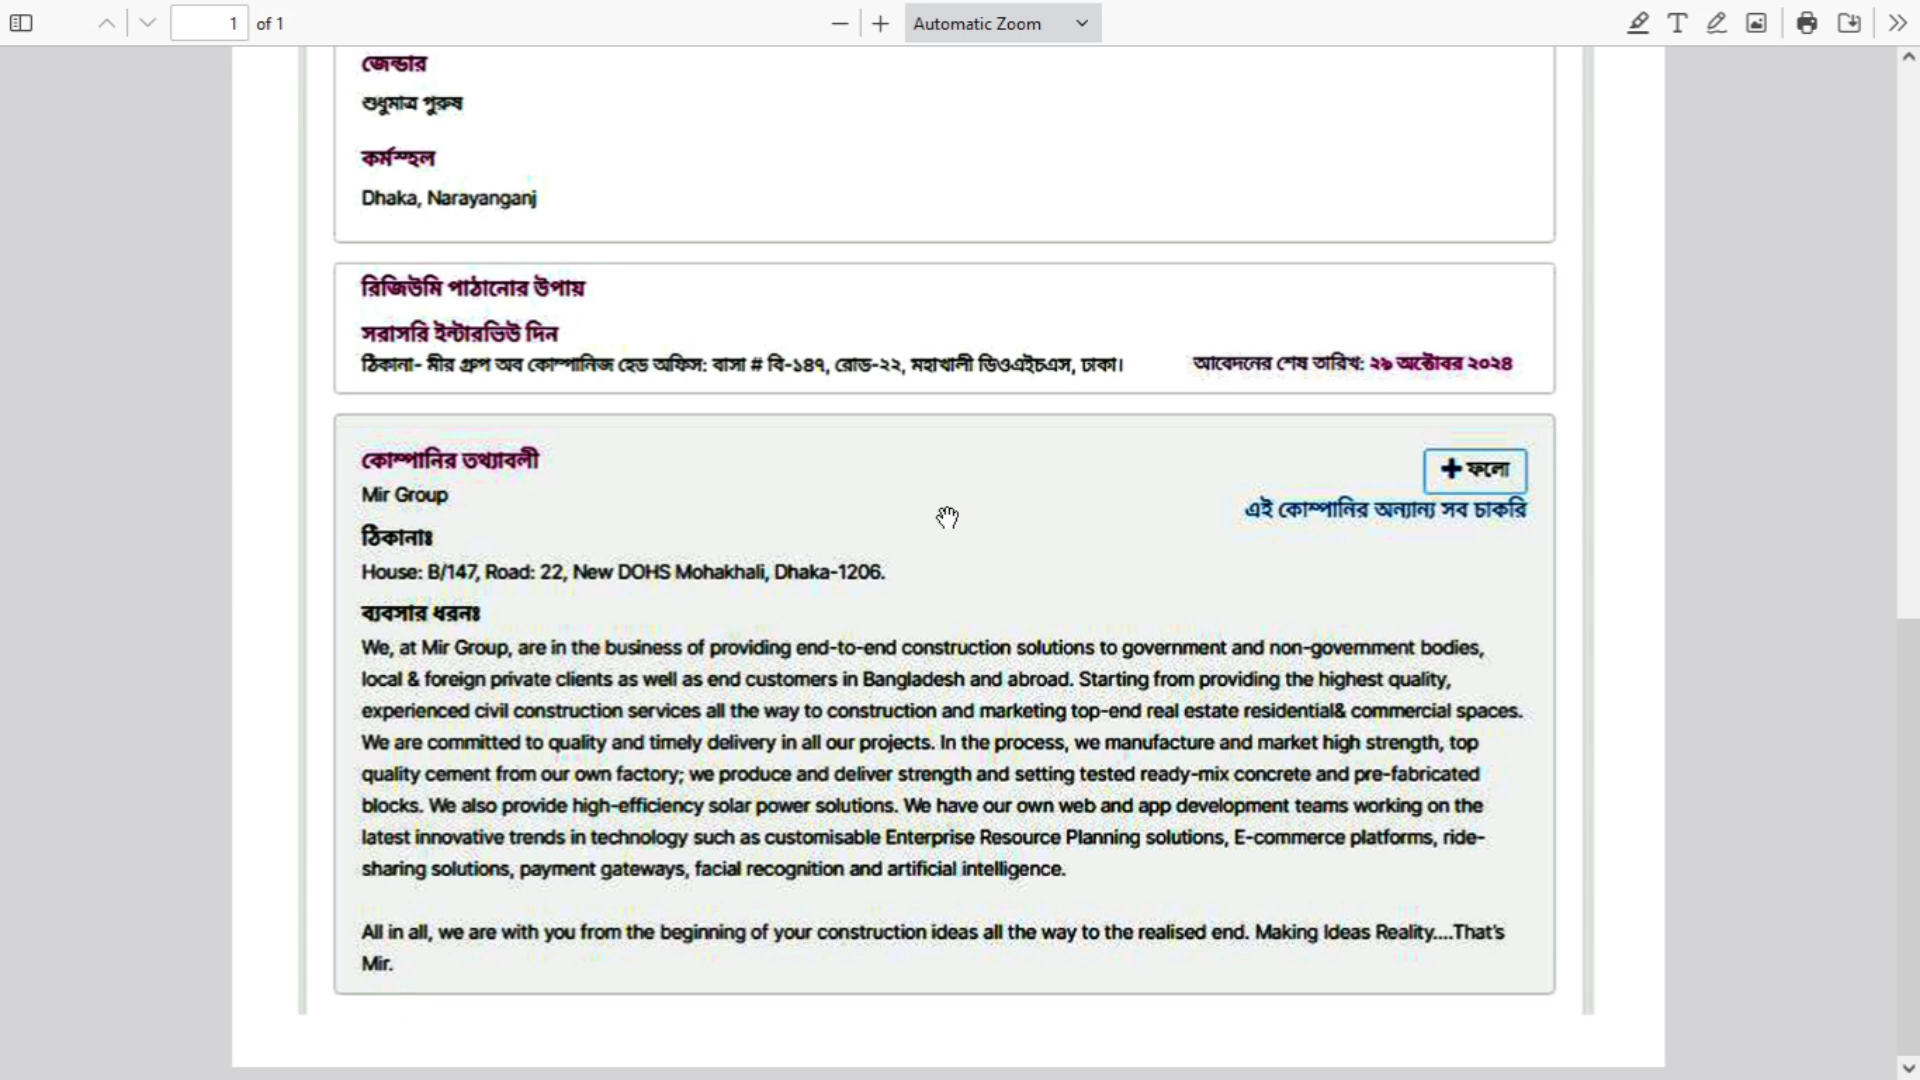 1 of 1 Automatic Zoom
জেন্ডার
শুধুমাত্র পুরুষ
কর্মস্হল
Dhaka, Narayanganj
রিজিউমি পাঠানোর উপায়
সরাসরি ইন্টারভিউ দিন
ঠিকানা- মীর গ্রুপ অব কোম্পানিজ হেড অফিস: বাসা # বি-১৪৭, রোড-২২, মহাখালী ডিওএইচএস, ঢাকা। আবেদনের শেষ তারিখ: ২৯ অক্টোবর ২০২৪
কোম্পানির তথ্যাবলী
+ ফলো
Mir Group
এই কোম্পানির অন্যান্য সব চাকরি
ঠিকানাঃ
House: B/147, Road: 22, New DOHS Mohakhali, Dhaka-1206.
ব্যবসার ধরনঃ
We, at Mir Group, are in the business of providing end-to-end construction solutions to government and non-government bodies,
local & foreign private clients as well as end customers in Bangladesh and abroad. Starting from providing the highest quality,
experienced civil construction services all the way to construction and marketing top-end real estate residential& commercial spaces.
We are committed to quality and timely delivery in all our projects. In the process, we manufacture and market high strength, top
quality cement from our own factory; we produce and deliver strength and setting tested ready-mix concrete and pre-fabricated
blocks. We also provide high-efficiency solar power solutions. We have our own web and app development teams working on the
latest innovative trends in technology such as customisable Enterprise Resource Planning solutions, E-commerce platforms, ride-
sharing solutions, payment gateways, facial recognition and artificial intelligence.
All in all, we are with you from the beginning of your construction ideas all the way to the realised end. Making Ideas Reality....That's
Mir.